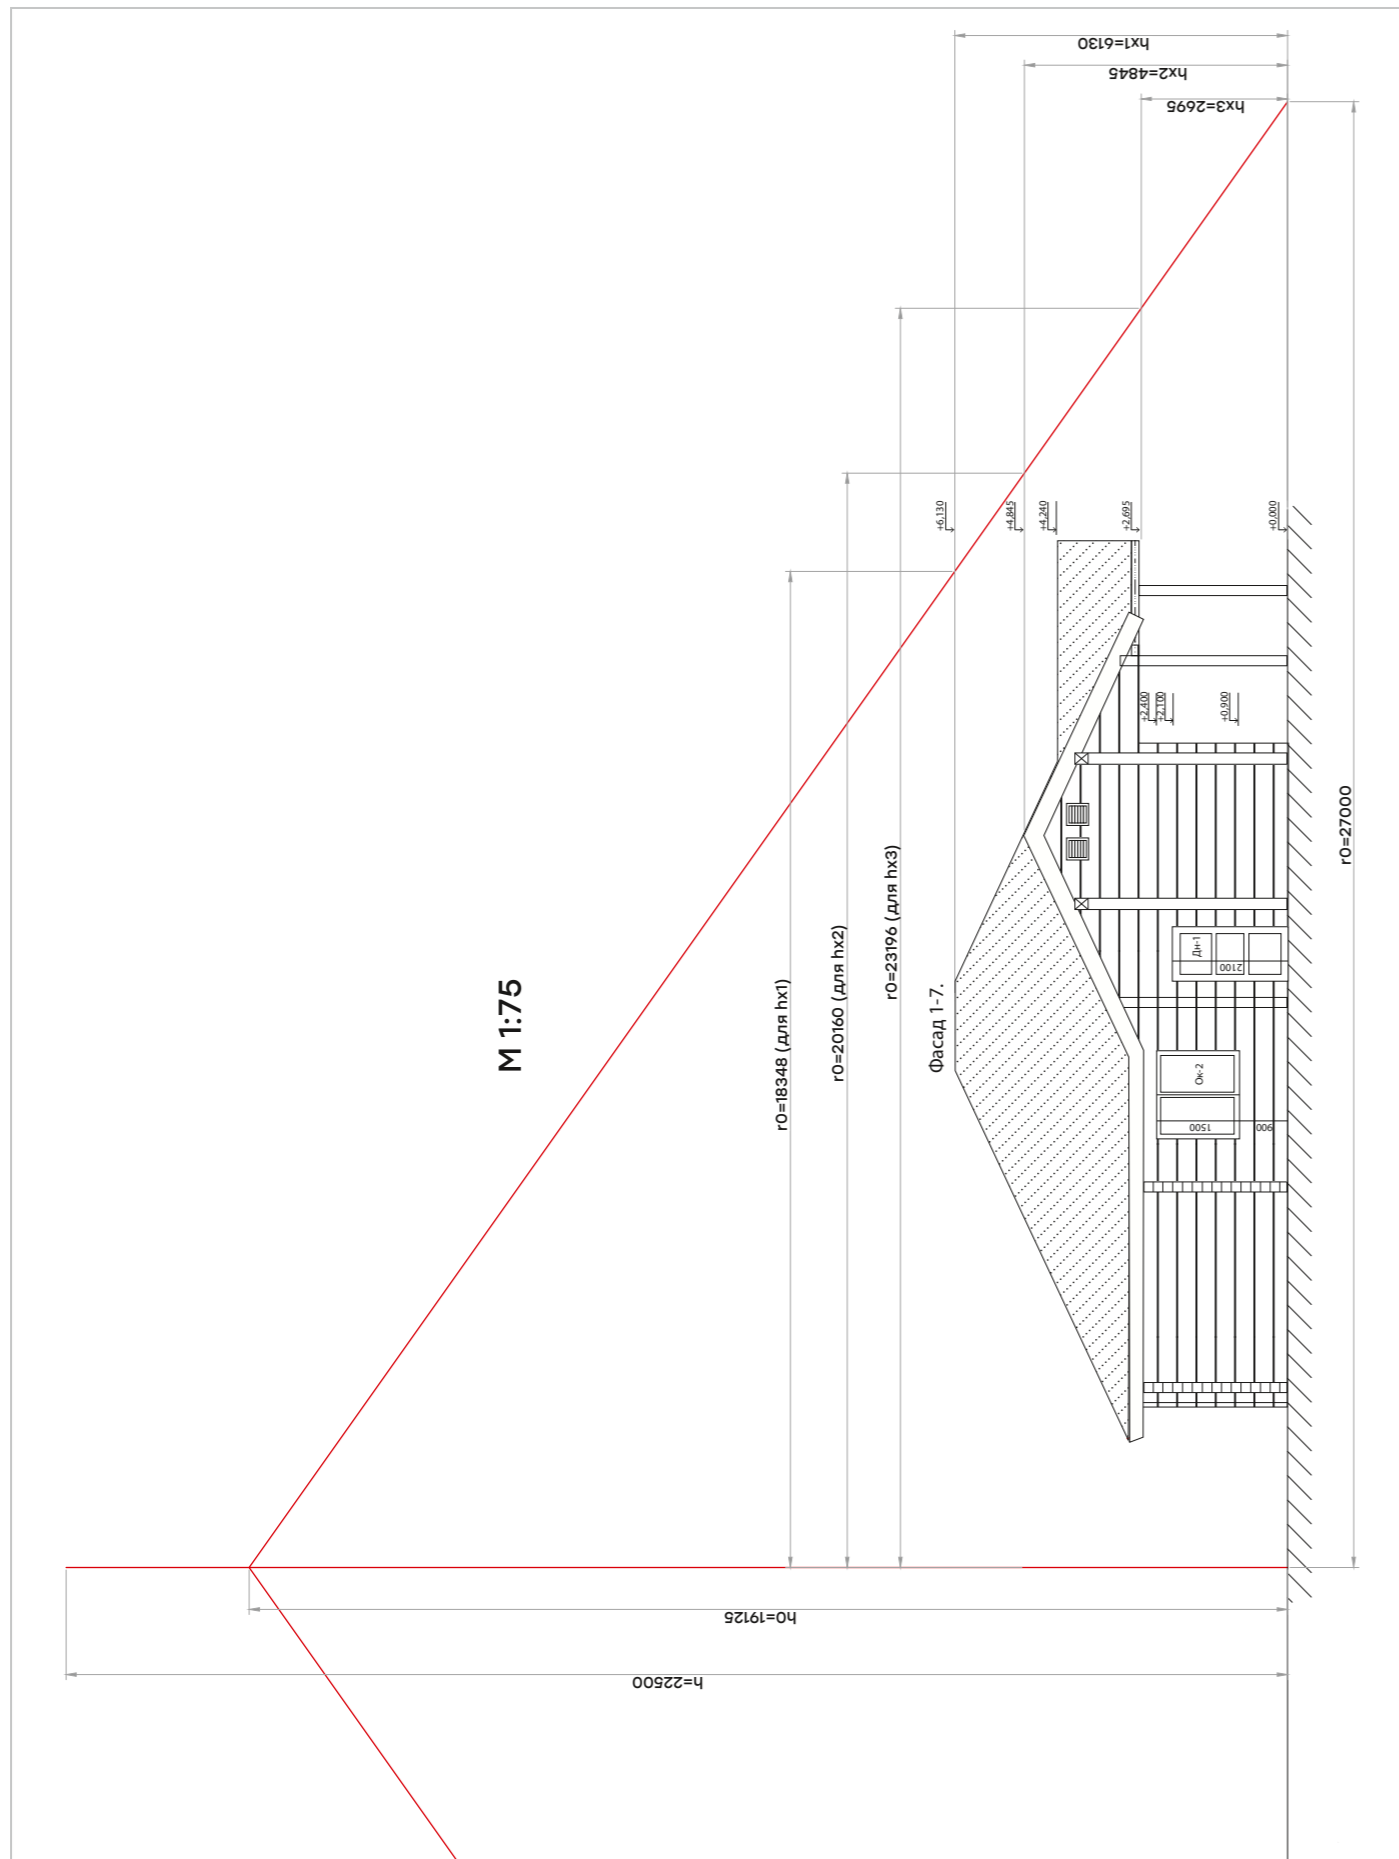 hx1=6130
hx2=4845
hx3=2695
+6,130
+4,845
+4,240
+2,695
+0,000
+2,400
+2,100
+0,900
r0=27000
r0=18348 (для hx1)
r0=20160 (для hx2)
r0=23196 (для hx3)
Фасад 1-7.
М 1:75
Дн-1
2100
Ок-2
1500
900
h0=19125
h=22500